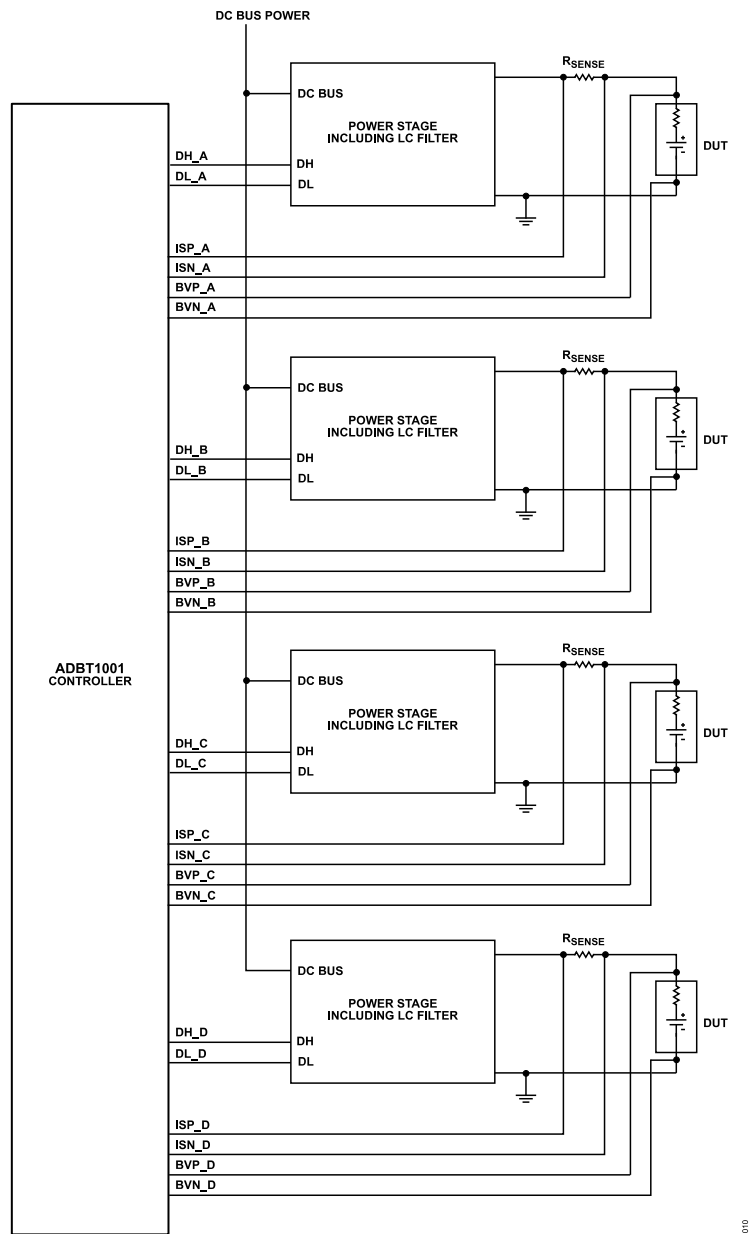 DC BUS POWER
RSENSE
DC BUS
POWER STAGE
INCLUDING LC FILTER
DUT
DH_A
DH
DL_A
DL
ISP_A
ISN_A
BVP_A
BVN_A
RSENSE
DC BUS
POWER STAGE
INCLUDING LC FILTER
DUT
DH_B
DH
DL_B
DL
ISP_B
ISN_B
BVP_B
BVN_B
ADBT1001
CONTROLLER
RSENSE
DC BUS
POWER STAGE
INCLUDING LC FILTER
DUT
DH_C
DH
DL_C
DL
ISP_C
ISN_C
BVP_C
BVN_C
RSENSE
DC BUS
POWER STAGE
INCLUDING LC FILTER
DUT
DH_D
DH
DL_D
DL
ISP_D
ISN_D
BVP_D
BVN_D
010